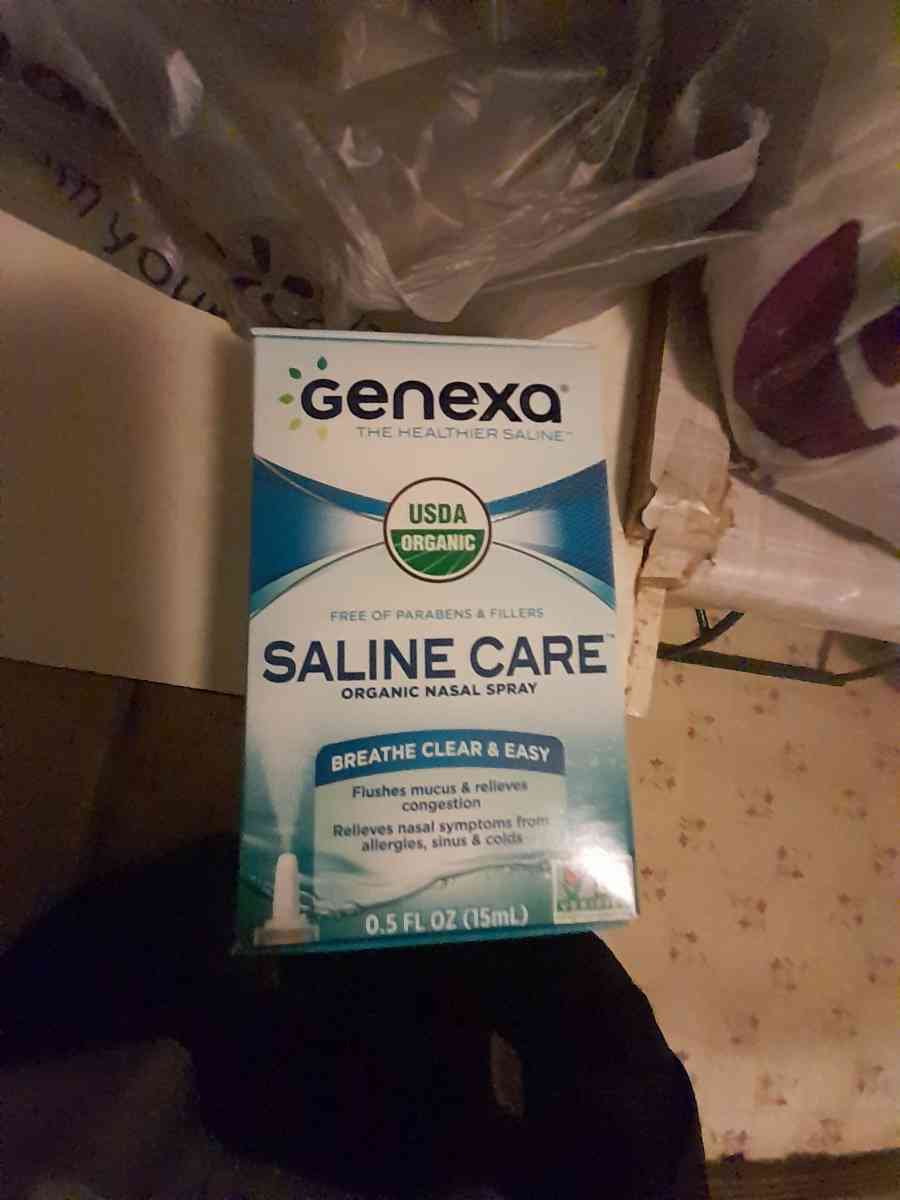 m your
Genexa®
THE HEALTHIER SALINE™
USDA
ORGANIC
FREE OF PARABENS & FILLERS
SALINE CARE™
ORGANIC NASAL SPRAY
BREATHE CLEAR & EASY
Flushes mucus & relieves
congestion
Relieves nasal symptoms from
allergies, sinus & colds
0.5 FL OZ (15mL)